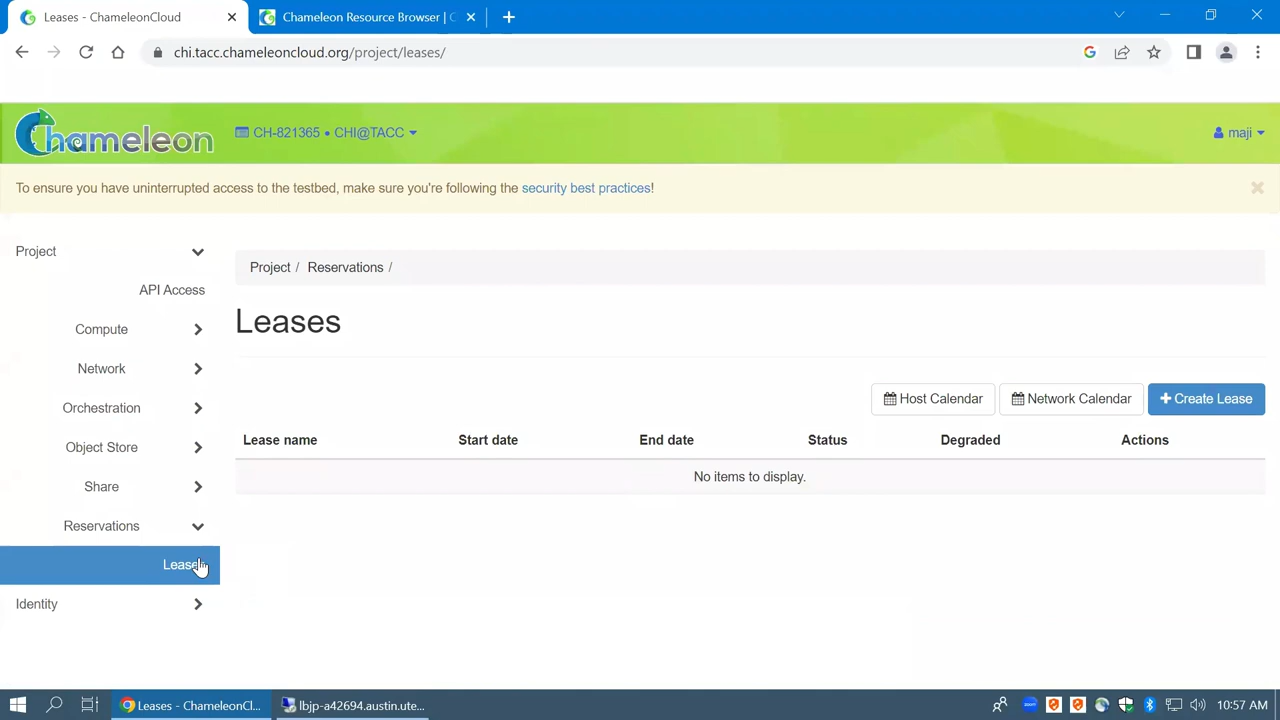 Leases - ChameleonCloud
Chameleon Resource Browser | C
chi.tacc.chameleoncloud.org/project/leases/
Chameleon
CH-821365 • CHI@TACC
maji
To ensure you have uninterrupted access to the testbed, make sure you're following the security best practices!
Project
Project / Reservations /
API Access
Leases
Compute
Network
Host Calendar
Network Calendar
Create Lease
Orchestration
Lease name Start date End date Status Degraded Actions
Object Store
No items to display.
Share
Reservations
Lease
Identity
Leases - ChameleonCl...
lbjp-a42694.austin.ute...
zoom
10:57 AM